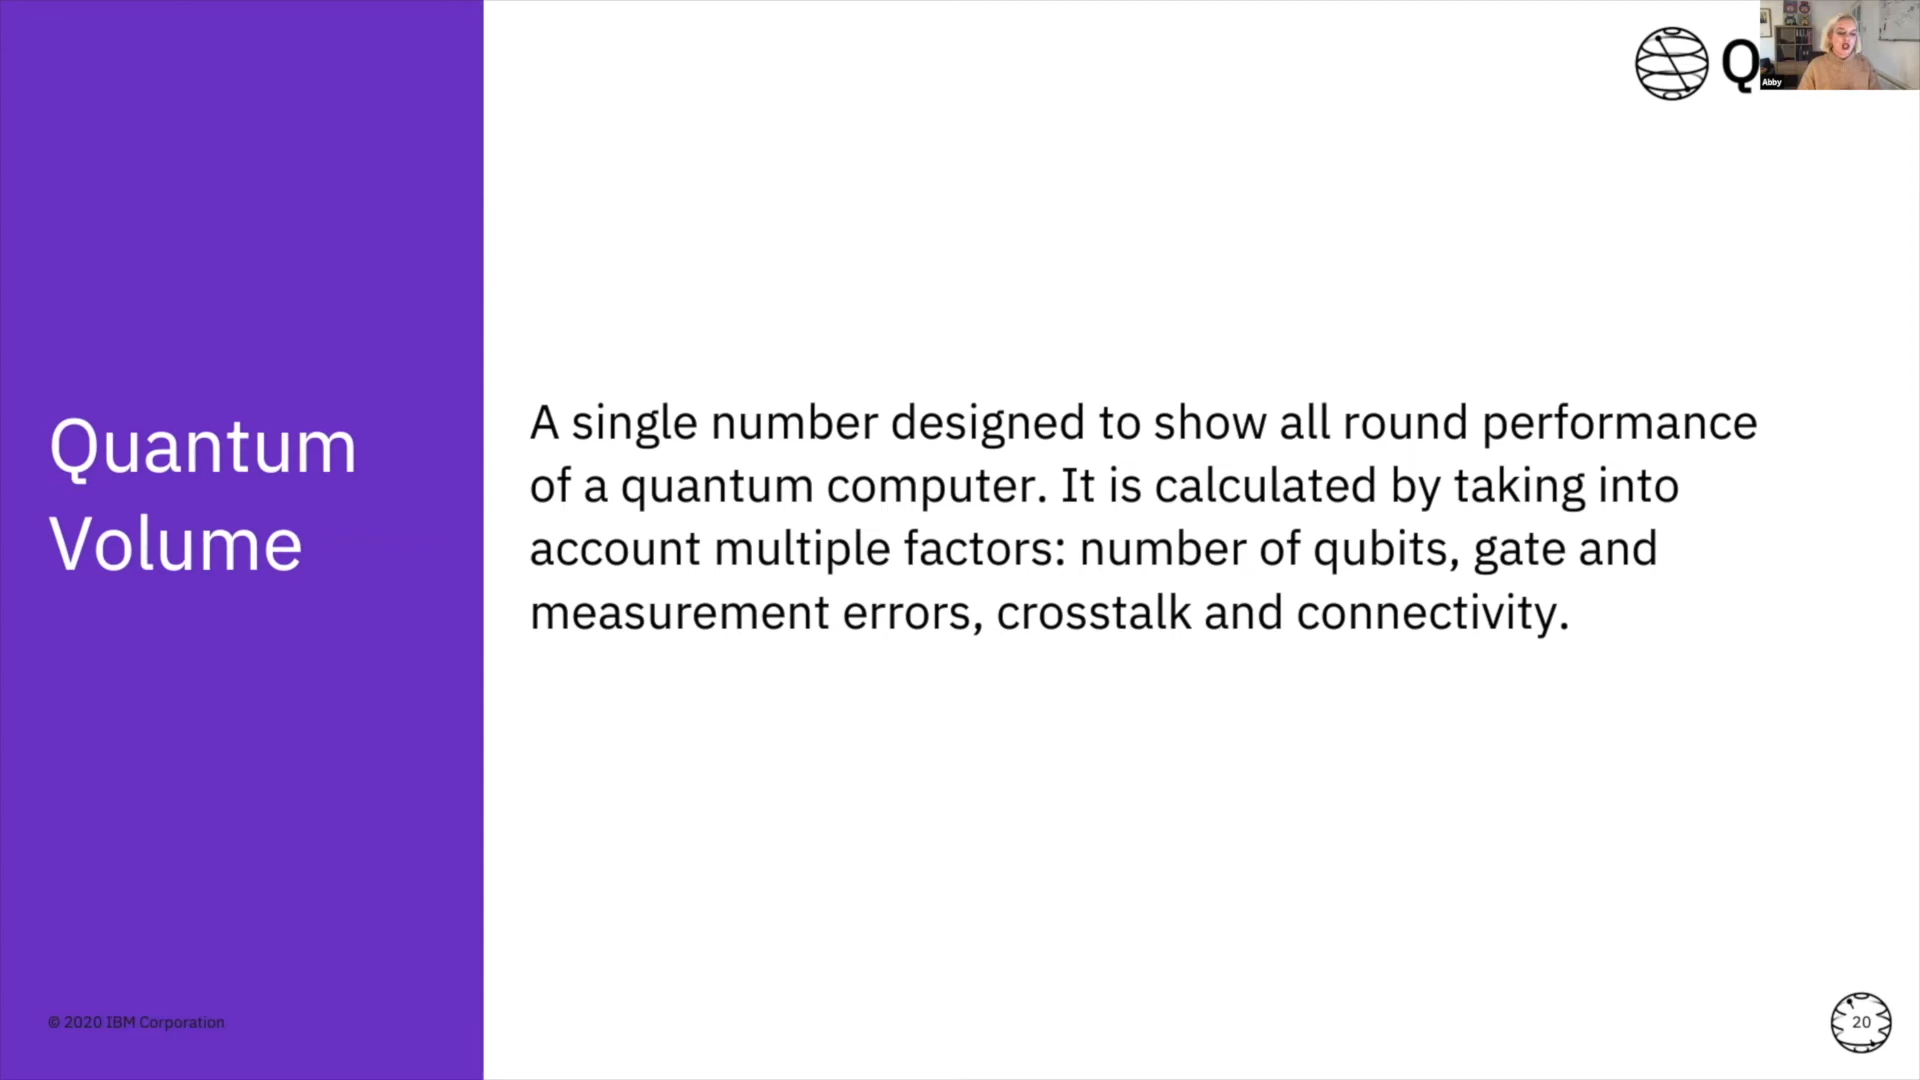 Q
Abby
Quantum
Volume
A single number designed to show all round performance
of a quantum computer. It is calculated by taking into
account multiple factors: number of qubits, gate and
measurement errors, crosstalk and connectivity.
© 2020 IBM Corporation
20